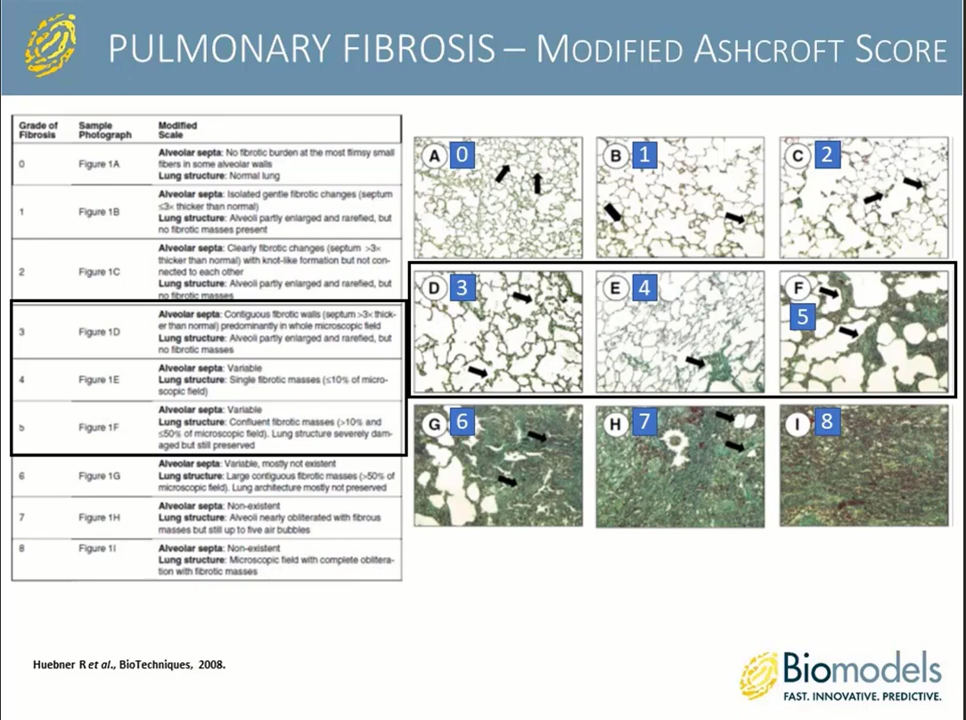 PULMONARY FIBROSIS – MODIFIED ASHCROFT SCORE
Grade of Fibrosis
Sample Photograph
Modified Scale
0
Figure 1A
Alveolar septa: No fibrotic burden at the most flimsy small
fibers in some alveolar walls
Lung structure: Normal lung
1
Figure 1B
Alveolar septa: Isolated gentle fibrotic changes (septum
≤3× thicker than normal)
Lung structure: Alveoli partly enlarged and rarefied, but
no fibrotic masses present
2
Figure 1C
Alveolar septa: Clearly fibrotic changes (septum >3×
thicker than normal) with knot-like formation but not con-
nected to each other
Lung structure: Alveoli partly enlarged and rarefied, but
no fibrotic masses
3
Figure 1D
Alveolar septa: Contiguous fibrotic walls (septum >3× thick-
er than normal) predominantly in whole microscopic field
Lung structure: Alveoli partly enlarged and rarefied, but
no fibrotic masses
4
Figure 1E
Alveolar septa: Variable
Lung structure: Single fibrotic masses (≤10% of micro-
scopic field)
5
Figure 1F
Alveolar septa: Variable
Lung structure: Confluent fibrotic masses (>10% and
≤50% of microscopic field). Lung structure severely dam-
aged but still preserved
6
Figure 1G
Alveolar septa: Variable, mostly not existent
Lung structure: Large contiguous fibrotic masses (>50% of
microscopic field). Lung architecture mostly not preserved
7
Figure 1H
Alveolar septa: Non-existent
Lung structure: Alveoli nearly obliterated with fibrous
masses but still up to five air bubbles
8
Figure 1I
Alveolar septa: Non-existent
Lung structure: Microscopic field with complete oblitera-
tion with fibrotic masses
A 0
B 1
C 2
D 3
E 4
F
5
G 6
H 7
I 8
Huebner R et al., BioTechniques, 2008.
Biomodels
FAST. INNOVATIVE. PREDICTIVE.